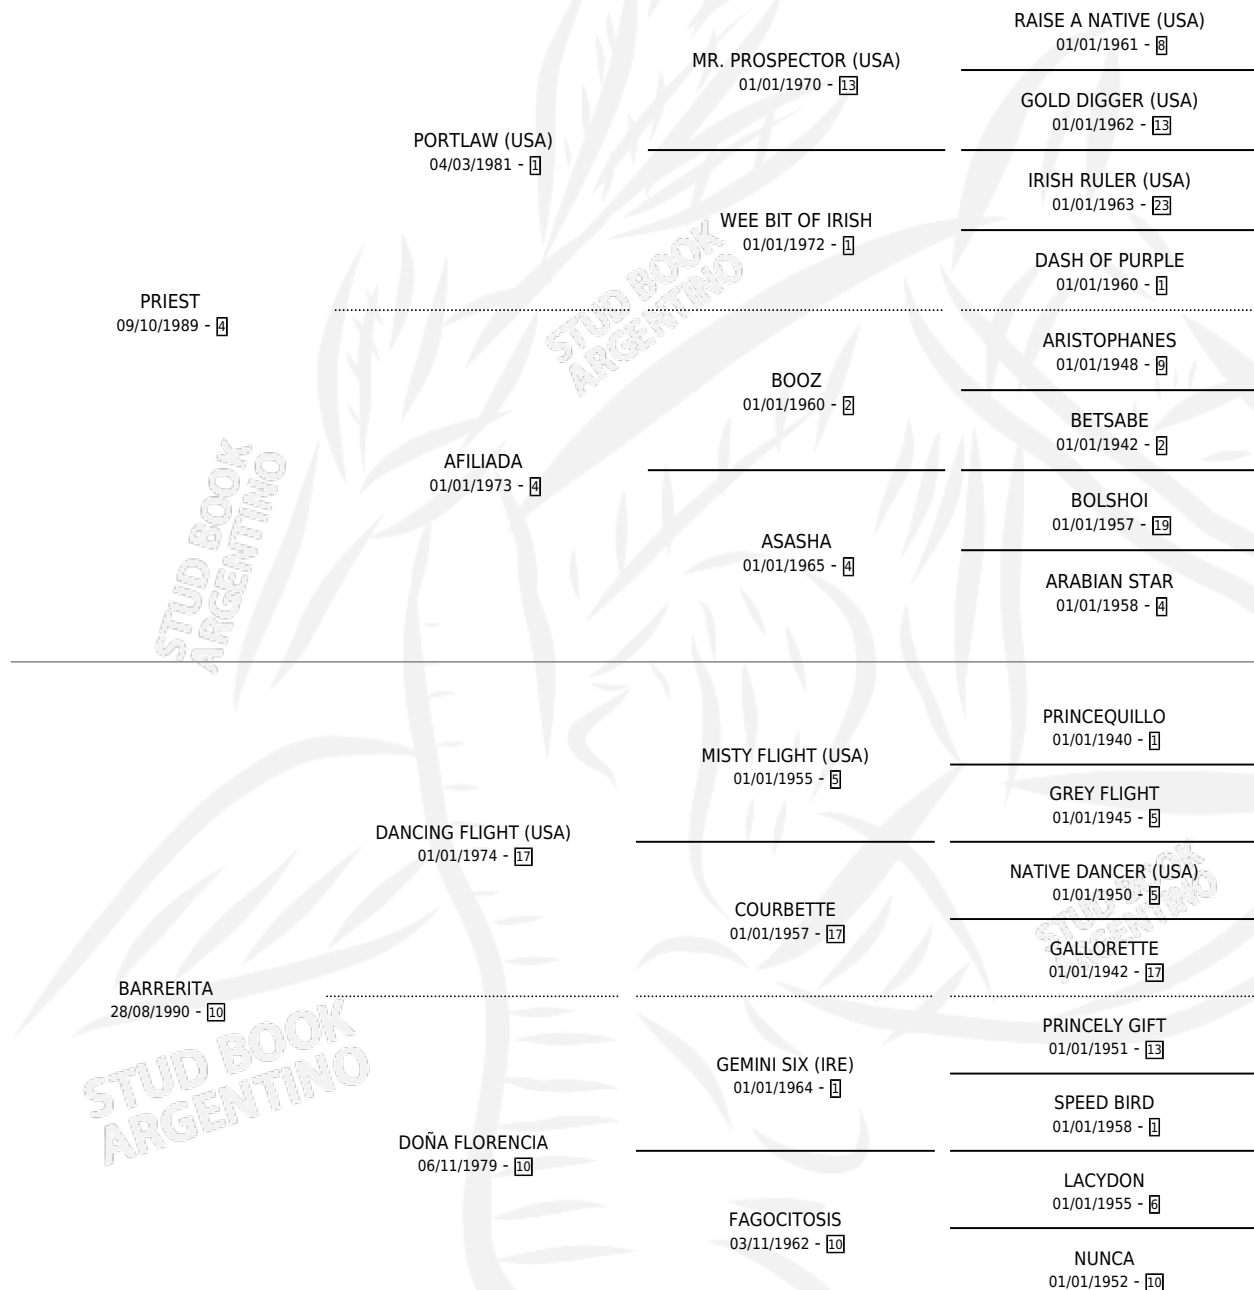 RAISE A NATIVE (USA)
01/01/1961 - 8
MR. PROSPECTOR (USA)
01/01/1970 - 13
GOLD DIGGER (USA)
01/01/1962 - 13
PORTLAW (USA)
04/03/1981 - 1
IRISH RULER (USA)
01/01/1963 - 23
WEE BIT OF IRISH
01/01/1972 - 1
DASH OF PURPLE
01/01/1960 - 1
PRIEST
09/10/1989 - 4
ARISTOPHANES
01/01/1948 - 9
BOOZ
01/01/1960 - 2
BETSABE
01/01/1942 - 2
AFILIADA
01/01/1973 - 4
BOLSHOI
01/01/1957 - 19
ASASHA
01/01/1965 - 4
ARABIAN STAR
01/01/1958 - 4
STUD BOOK
ARGENTINO
STUD BOOK
ARGENTINO
PRINCEQUILLO
01/01/1940 - 1
MISTY FLIGHT (USA)
01/01/1955 - 5
GREY FLIGHT
01/01/1945 - 5
DANCING FLIGHT (USA)
01/01/1974 - 17
NATIVE DANCER (USA)
01/01/1950 - 5
COURBETTE
01/01/1957 - 17
GALLORETTE
01/01/1942 - 17
STUD BOOK
ARGENTINO
BARRERITA
28/08/1990 - 10
PRINCELY GIFT
01/01/1951 - 13
GEMINI SIX (IRE)
01/01/1964 - 1
SPEED BIRD
01/01/1958 - 1
STUD BOOK
ARGENTINO
DOÑA FLORENCIA
06/11/1979 - 10
LACYDON
01/01/1955 - 6
FAGOCITOSIS
03/11/1962 - 10
NUNCA
01/01/1952 - 10